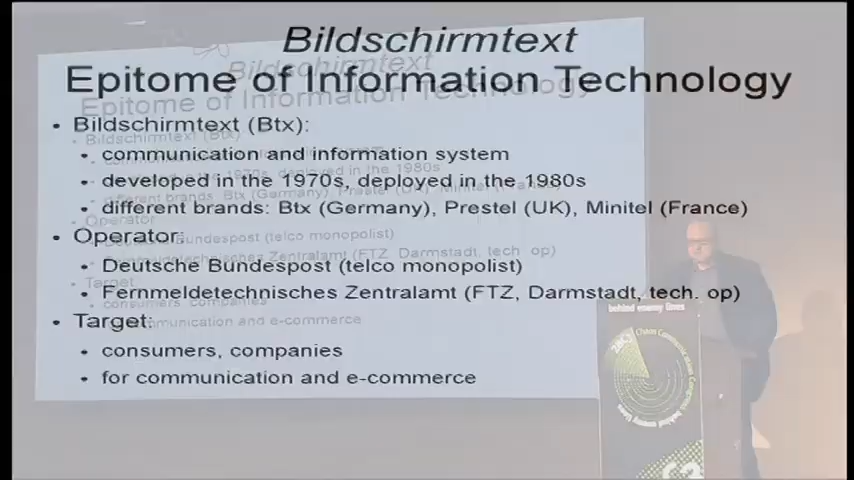 Bildschirmtext
Epitome of Information Technology
• Bildschirmtext (Btx):
• communication and information system
• developed in the 1970s, deployed in the 1980s
• different brands: Btx (Germany), Prestel (UK), Minitel (France)
• Operator:
• Deutsche Bundespost (telco monopolist)
• Fernmeldetechnisches Zentralamt (FTZ, Darmstadt, tech. op)
• Target:
• consumers, companies
• for communication and e-commerce
behind enemy lines